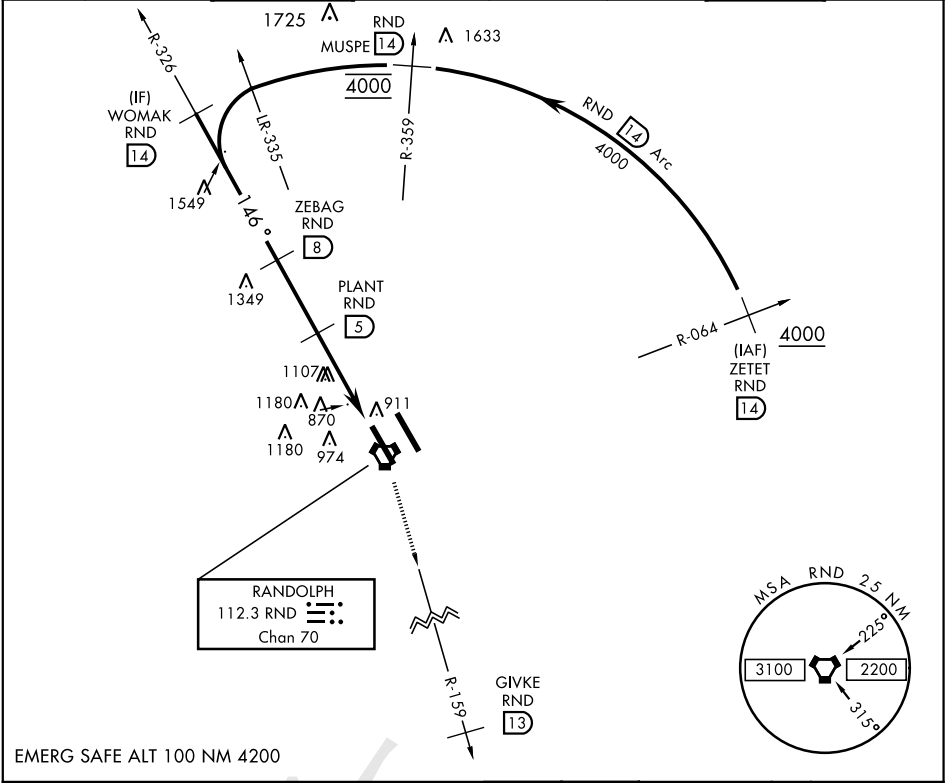 1725
RND
MUSPE 14
1633
4000
R-326
(IF)
WOMAK
RND
14
LR-335
R-359
RND 14 Arc
4000
1549
146°
ZEBAG
RND
8
1349
PLANT
RND
5
R-064
4000
(IAF)
ZETET
RND
14
1107
1180
870
911
1180
974
RANDOLPH
112.3 RND
Chan 70
MSA RND 25 NM
225°
3100
2200
315°
R-159
GIVKE
RND
13
EMERG SAFE ALT 100 NM 4200